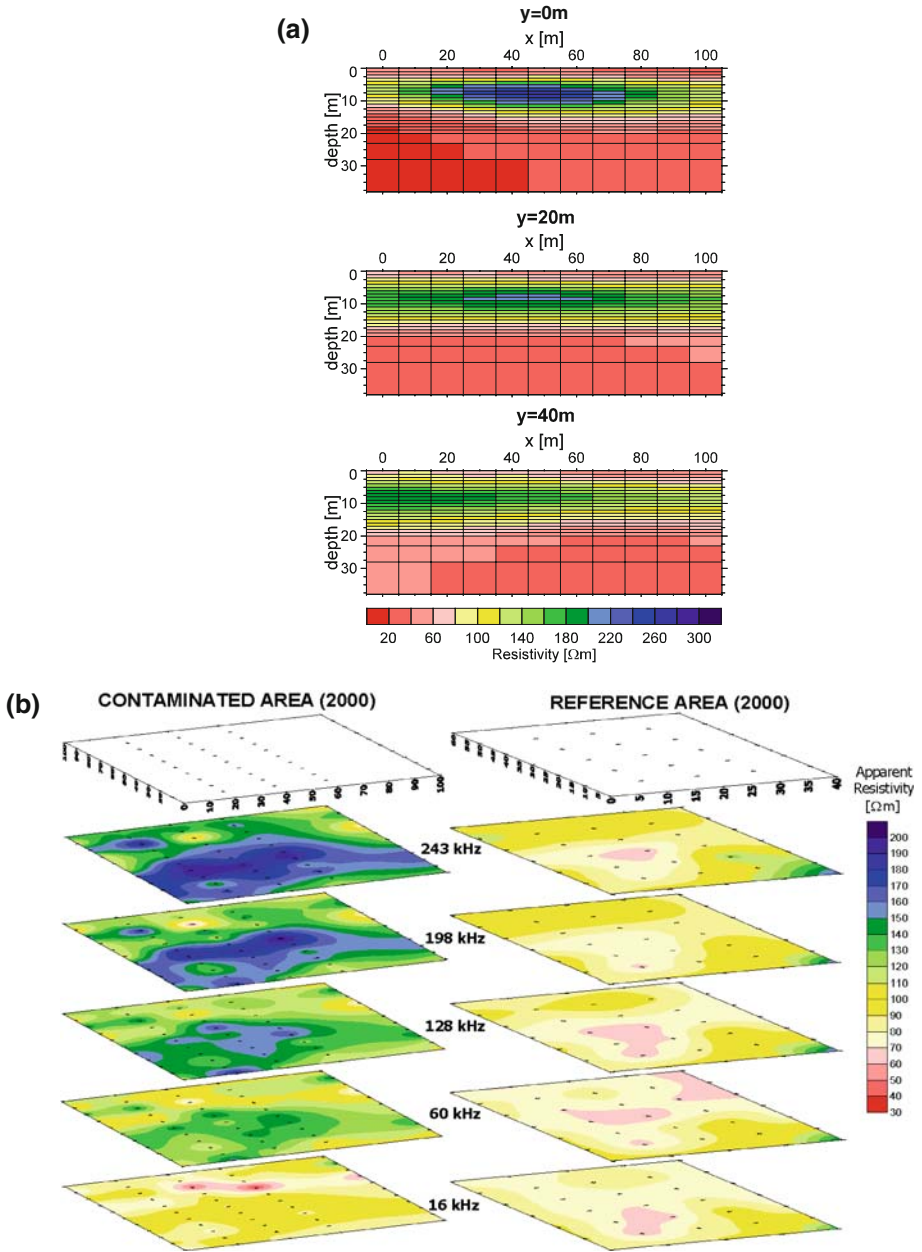 (a)
y=0m
x [m]
0 20 40 60 80 100
0
10
20
30
depth [m]
y=20m
x [m]
0 20 40 60 80 100
0
10
20
30
depth [m]
y=40m
x [m]
0 20 40 60 80 100
0
10
20
30
depth [m]
20 60 100 140 180 220 260 300
Resistivity [Ωm]
(b)
CONTAMINATED AREA (2000)
REFERENCE AREA (2000)
0 10 20 30 40 50 60 70 80 90 100
0 5 10 15 20 25 30 35 40
Apparent
Resistivity
[Ωm]
200
190
180
170
160
150
140
130
120
110
100
90
80
70
60
50
40
30
243 kHz
198 kHz
128 kHz
60 kHz
16 kHz